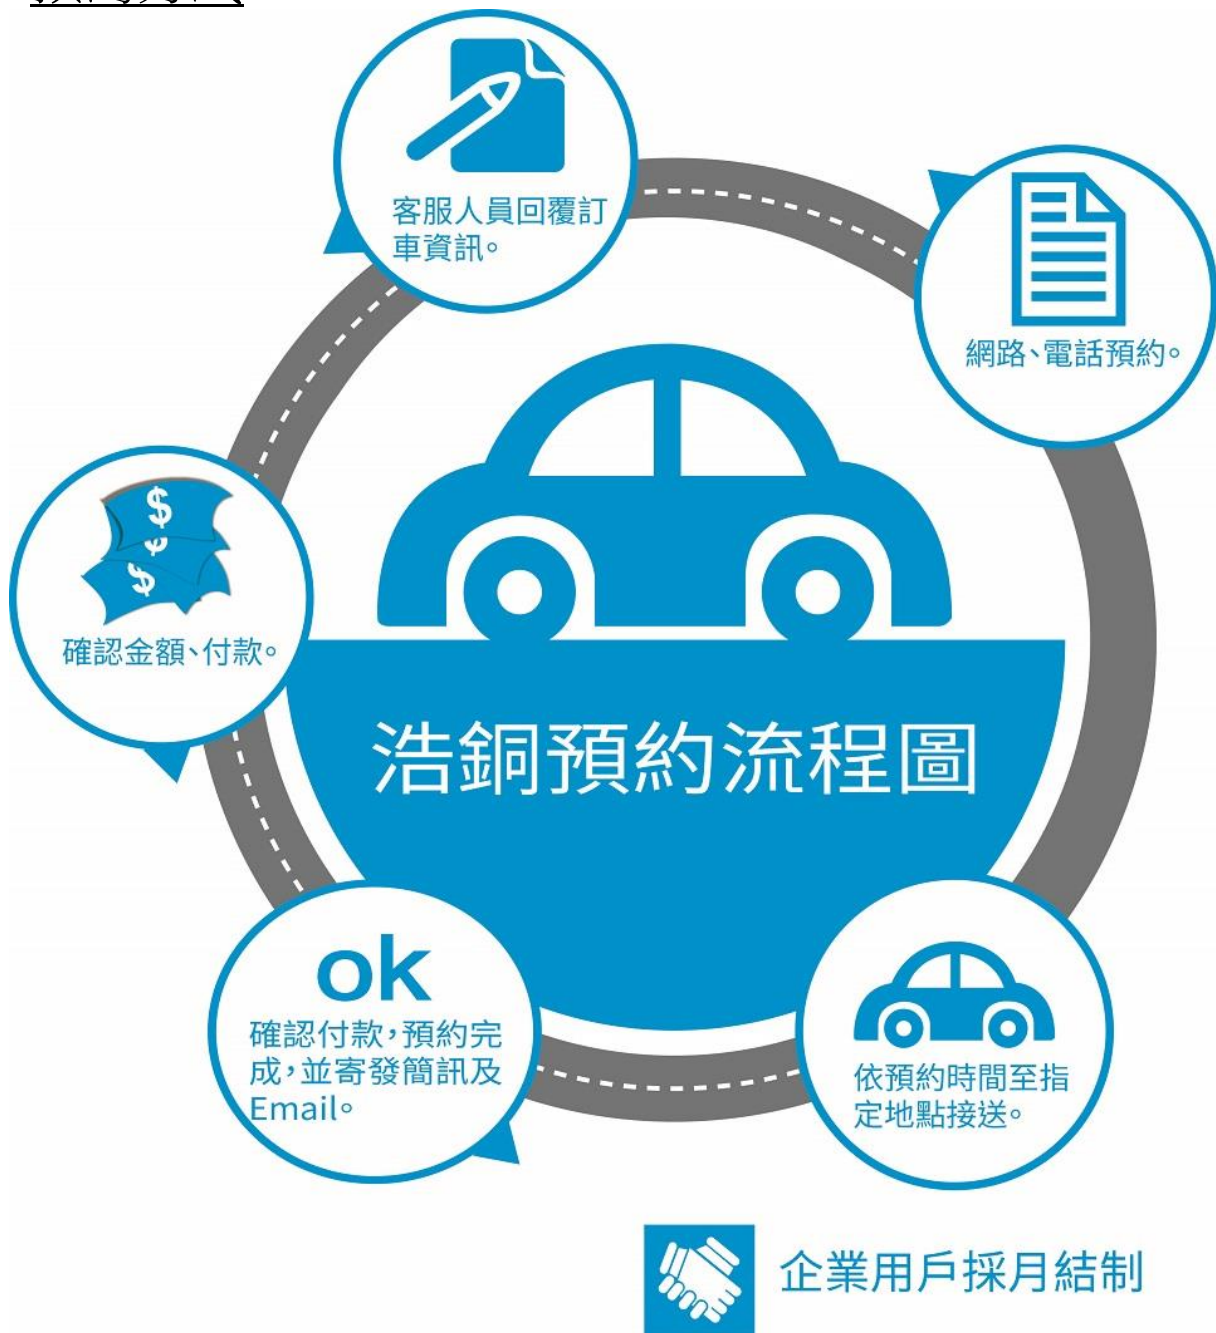 客服人員回覆訂
車資訊。
網路、電話預約。
$
$
$
確認金額、付款。
浩銅預約流程圖
ok
確認付款，預約完
成，並寄發簡訊及
Email。
依預約時間至指
定地點接送。
企業用戶採月結制